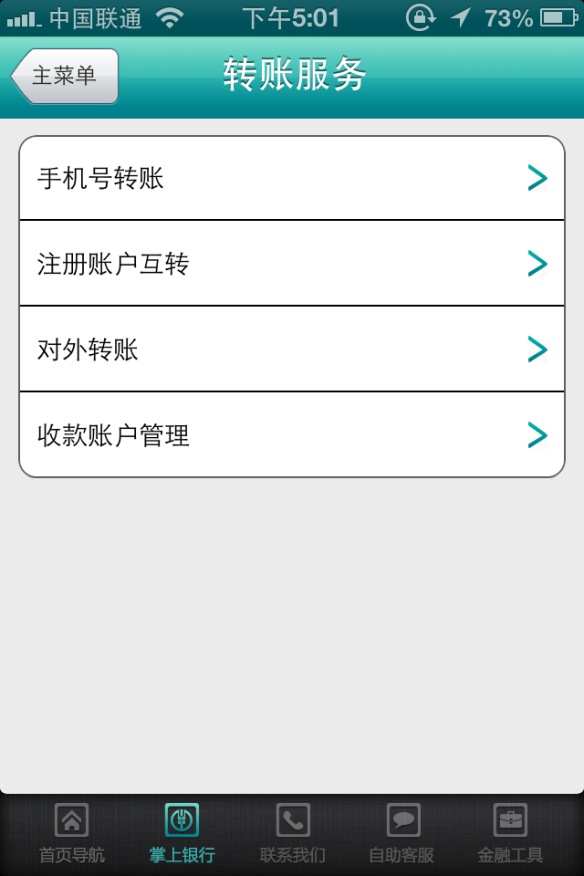 中国联通 下午5:01 73%
主菜单 转账服务
手机号转账
注册账户互转
对外转账
收款账户管理
首页导航 掌上银行 联系我们 自助客服 金融工具